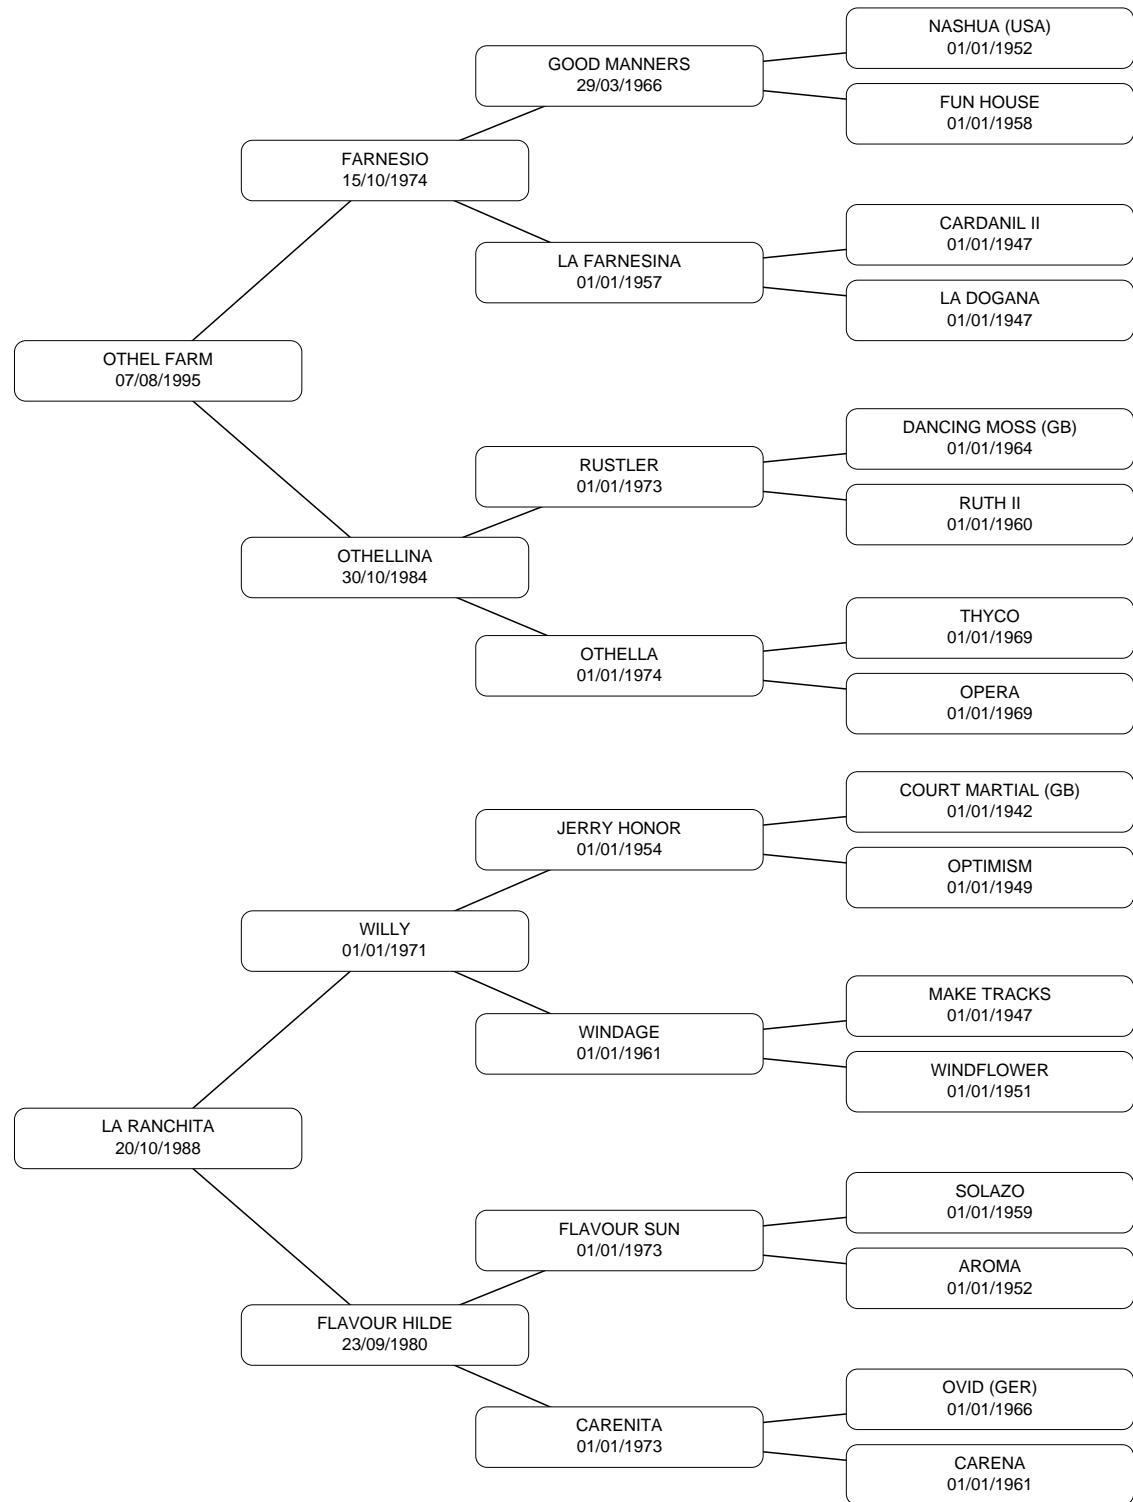 NASHUA (USA)
01/01/1952
GOOD MANNERS
29/03/1966
FUN HOUSE
01/01/1958
FARNESIO
15/10/1974
CARDANIL II
01/01/1947
LA FARNESINA
01/01/1957
LA DOGANA
01/01/1947
OTHEL FARM
07/08/1995
DANCING MOSS (GB)
01/01/1964
RUSTLER
01/01/1973
RUTH II
01/01/1960
OTHELLINA
30/10/1984
THYCO
01/01/1969
OTHELLA
01/01/1974
OPERA
01/01/1969
COURT MARTIAL (GB)
01/01/1942
JERRY HONOR
01/01/1954
OPTIMISM
01/01/1949
WILLY
01/01/1971
MAKE TRACKS
01/01/1947
WINDAGE
01/01/1961
WINDFLOWER
01/01/1951
LA RANCHITA
20/10/1988
SOLAZO
01/01/1959
FLAVOUR SUN
01/01/1973
AROMA
01/01/1952
FLAVOUR HILDE
23/09/1980
OVID (GER)
01/01/1966
CARENITA
01/01/1973
CARENA
01/01/1961